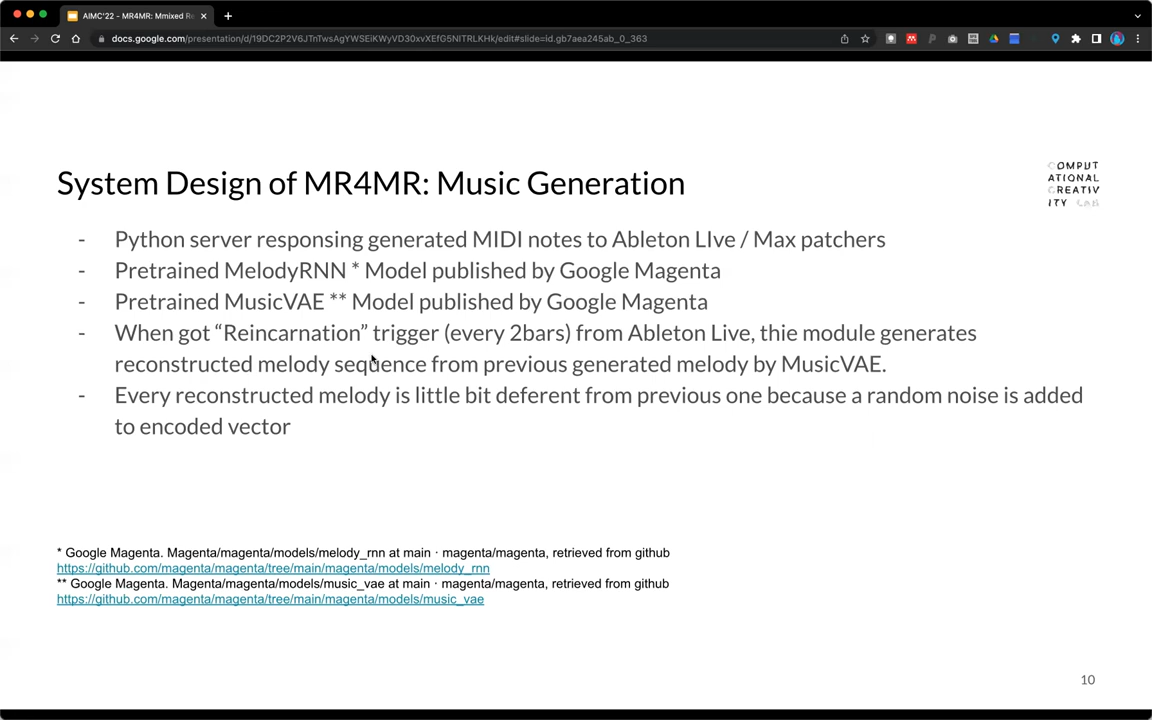 AIMC'22 - MR4MR: Mmixed Re
docs.google.com/presentation/d/19DC2P2V6JTnTwsAgYWSEiKWyVD30xvXEfG5NITRLKHk/edit#slide=id.gb7aea245ab_0_363
System Design of MR4MR: Music Generation
COMPUT
ATIONAL
CREATIV
ITY Lab
- Python server responsing generated MIDI notes to Ableton LIve / Max patchers
- Pretrained MelodyRNN * Model published by Google Magenta
- Pretrained MusicVAE ** Model published by Google Magenta
- When got “Reincarnation” trigger (every 2bars) from Ableton Live, thie module generates
reconstructed melody sequence from previous generated melody by MusicVAE.
- Every reconstructed melody is little bit deferent from previous one because a random noise is added
to encoded vector
* Google Magenta. Magenta/magenta/models/melody_rnn at main · magenta/magenta, retrieved from github
https://github.com/magenta/magenta/tree/main/magenta/models/melody_rnn
** Google Magenta. Magenta/magenta/models/music_vae at main · magenta/magenta, retrieved from github
https://github.com/magenta/magenta/tree/main/magenta/models/music_vae
10